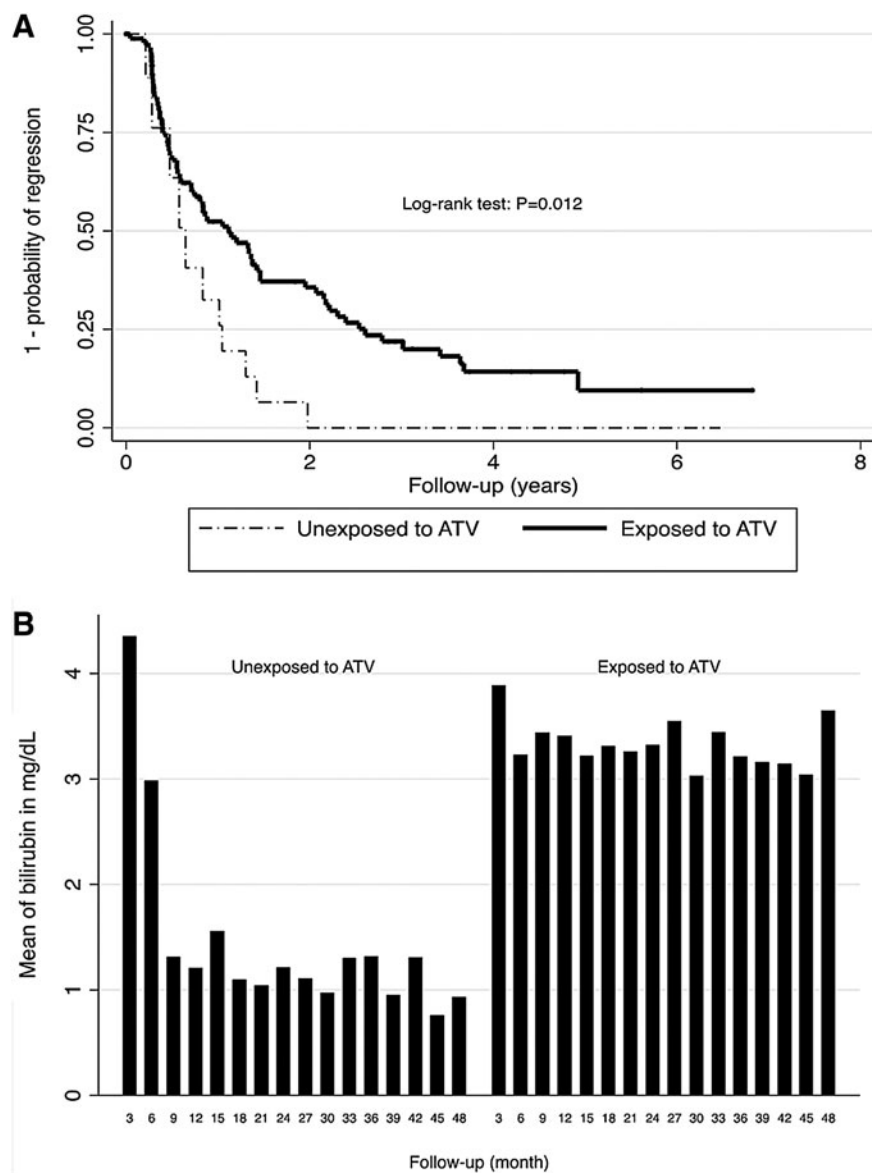 A
1 - probability of regression
1.00
0.75
0.50
0.25
0.00
Log-rank test: P=0.012
0 2 4 6 8
Follow-up (years)
Unexposed to ATV Exposed to ATV
B
Mean of bilirubin in mg/dL
4
3
2
1
0
Unexposed to ATV Exposed to ATV
3 6 9 12 15 18 21 24 27 30 33 36 39 42 45 48 3 6 9 12 15 18 21 24 27 30 33 36 39 42 45 48
Follow-up (month)